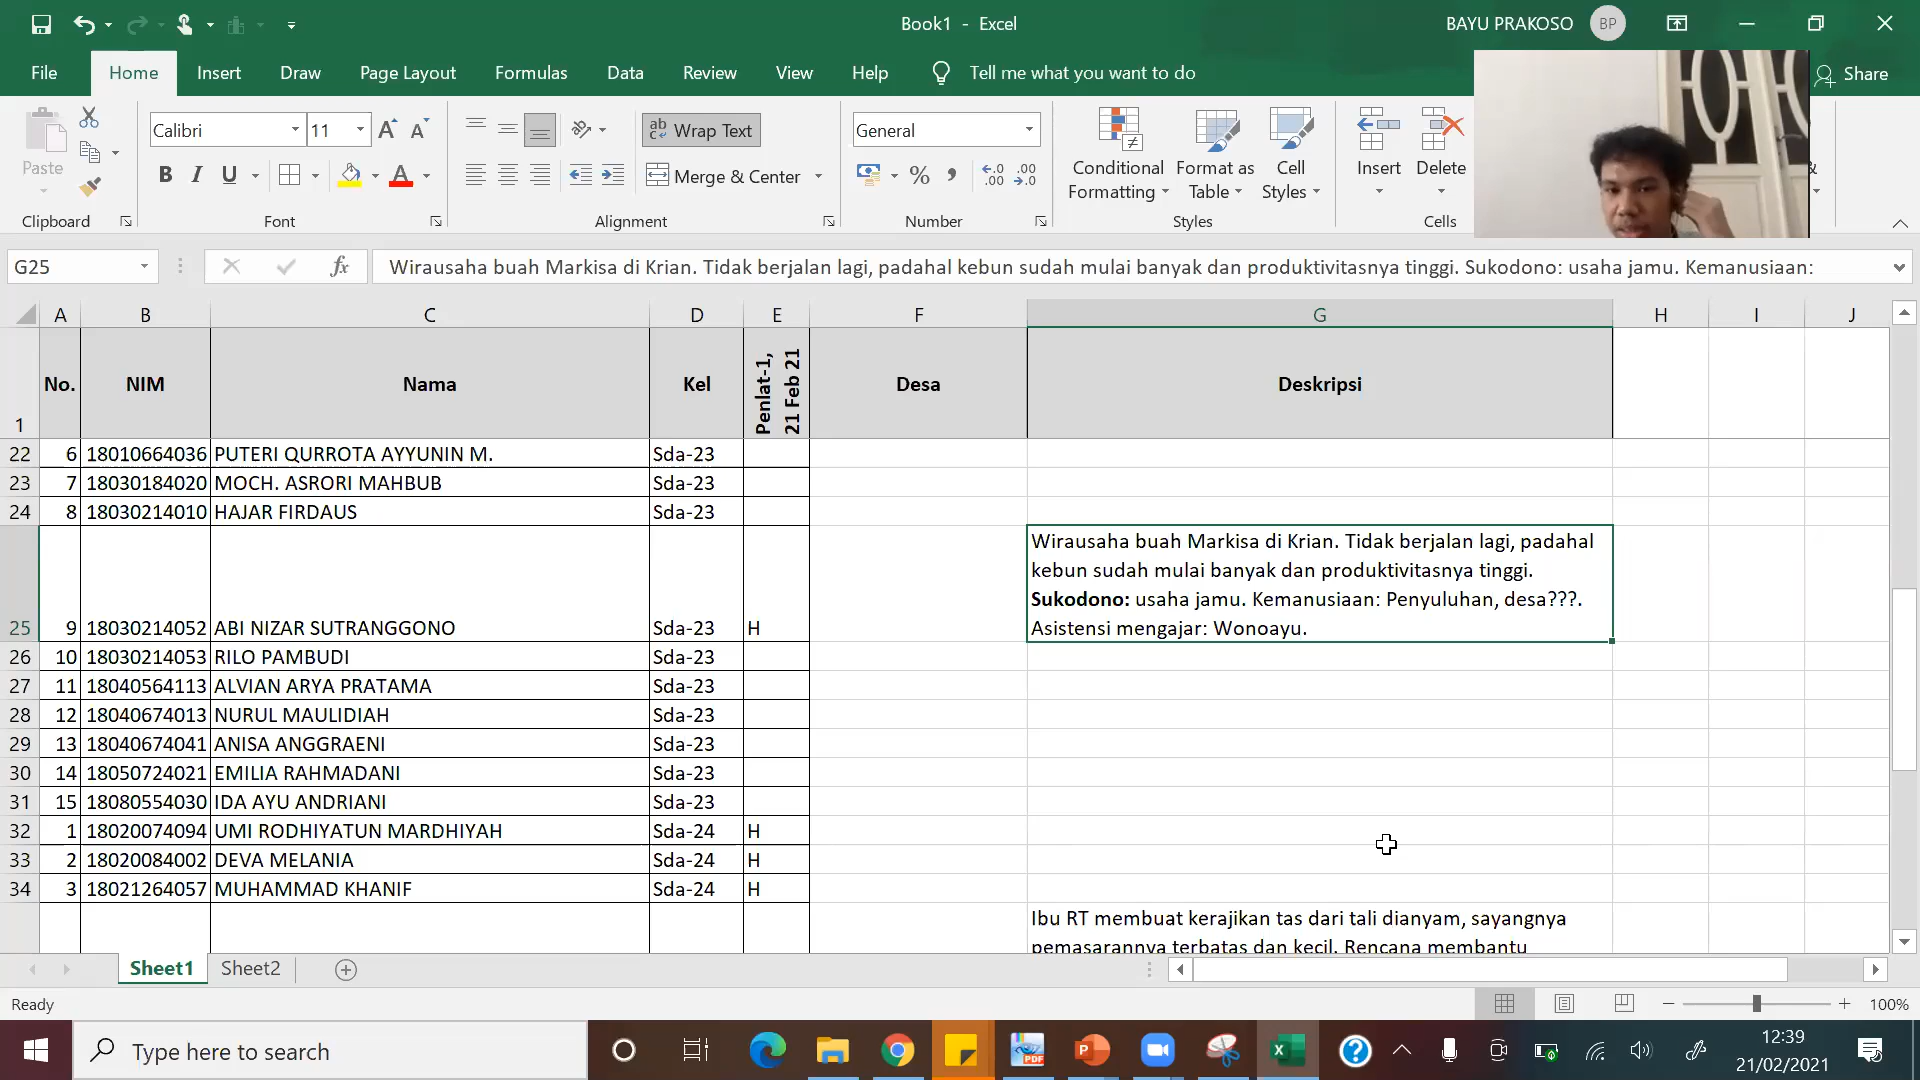 Book1 - Excel
BAYU PRAKOSO
BP
File
Home
Insert
Draw
Page Layout
Formulas
Data
Review
View
Help
Tell me what you want to do
Share
Paste
Clipboard
Calibri
11
Font
Wrap Text
Merge & Center
Alignment
General
Number
Conditional Formatting
Format as Table
Cell Styles
Styles
Insert
Delete
Cells
G25
fx
Wirausaha buah Markisa di Krian. Tidak berjalan lagi, padahal kebun sudah mulai banyak dan produktivitasnya tinggi. Sukodono: usaha jamu. Kemanusiaan:
A B C D E F G H I J
1 No. NIM Nama Kel Penlat-1, 21 Feb 21 Desa Deskripsi
22 6 18010664036 PUTERI QURROTA AYYUNIN M. Sda-23
23 7 18030184020 MOCH. ASRORI MAHBUB Sda-23
24 8 18030214010 HAJAR FIRDAUS Sda-23
Wirausaha buah Markisa di Krian. Tidak berjalan lagi, padahal
kebun sudah mulai banyak dan produktivitasnya tinggi.
Sukodono: usaha jamu. Kemanusiaan: Penyuluhan, desa???.
25 9 18030214052 ABI NIZAR SUTRANGGONO Sda-23 H Asistensi mengajar: Wonoayu.
26 10 18030214053 RILO PAMBUDI Sda-23
27 11 18040564113 ALVIAN ARYA PRATAMA Sda-23
28 12 18040674013 NURUL MAULIDIAH Sda-23
29 13 18040674041 ANISA ANGGRAENI Sda-23
30 14 18050724021 EMILIA RAHMADANI Sda-23
31 15 18080554030 IDA AYU ANDRIANI Sda-23
32 1 18020074094 UMI RODHIYATUN MARDHIYAH Sda-24 H
33 2 18020084002 DEVA MELANIA Sda-24 H
34 3 18021264057 MUHAMMAD KHANIF Sda-24 H
Ibu RT membuat kerajikan tas dari tali dianyam, sayangnya
pemasarannya terbatas dan kecil. Rencana membantu
Sheet1
Sheet2
Ready
100%
Type here to search
12:39
21/02/2021